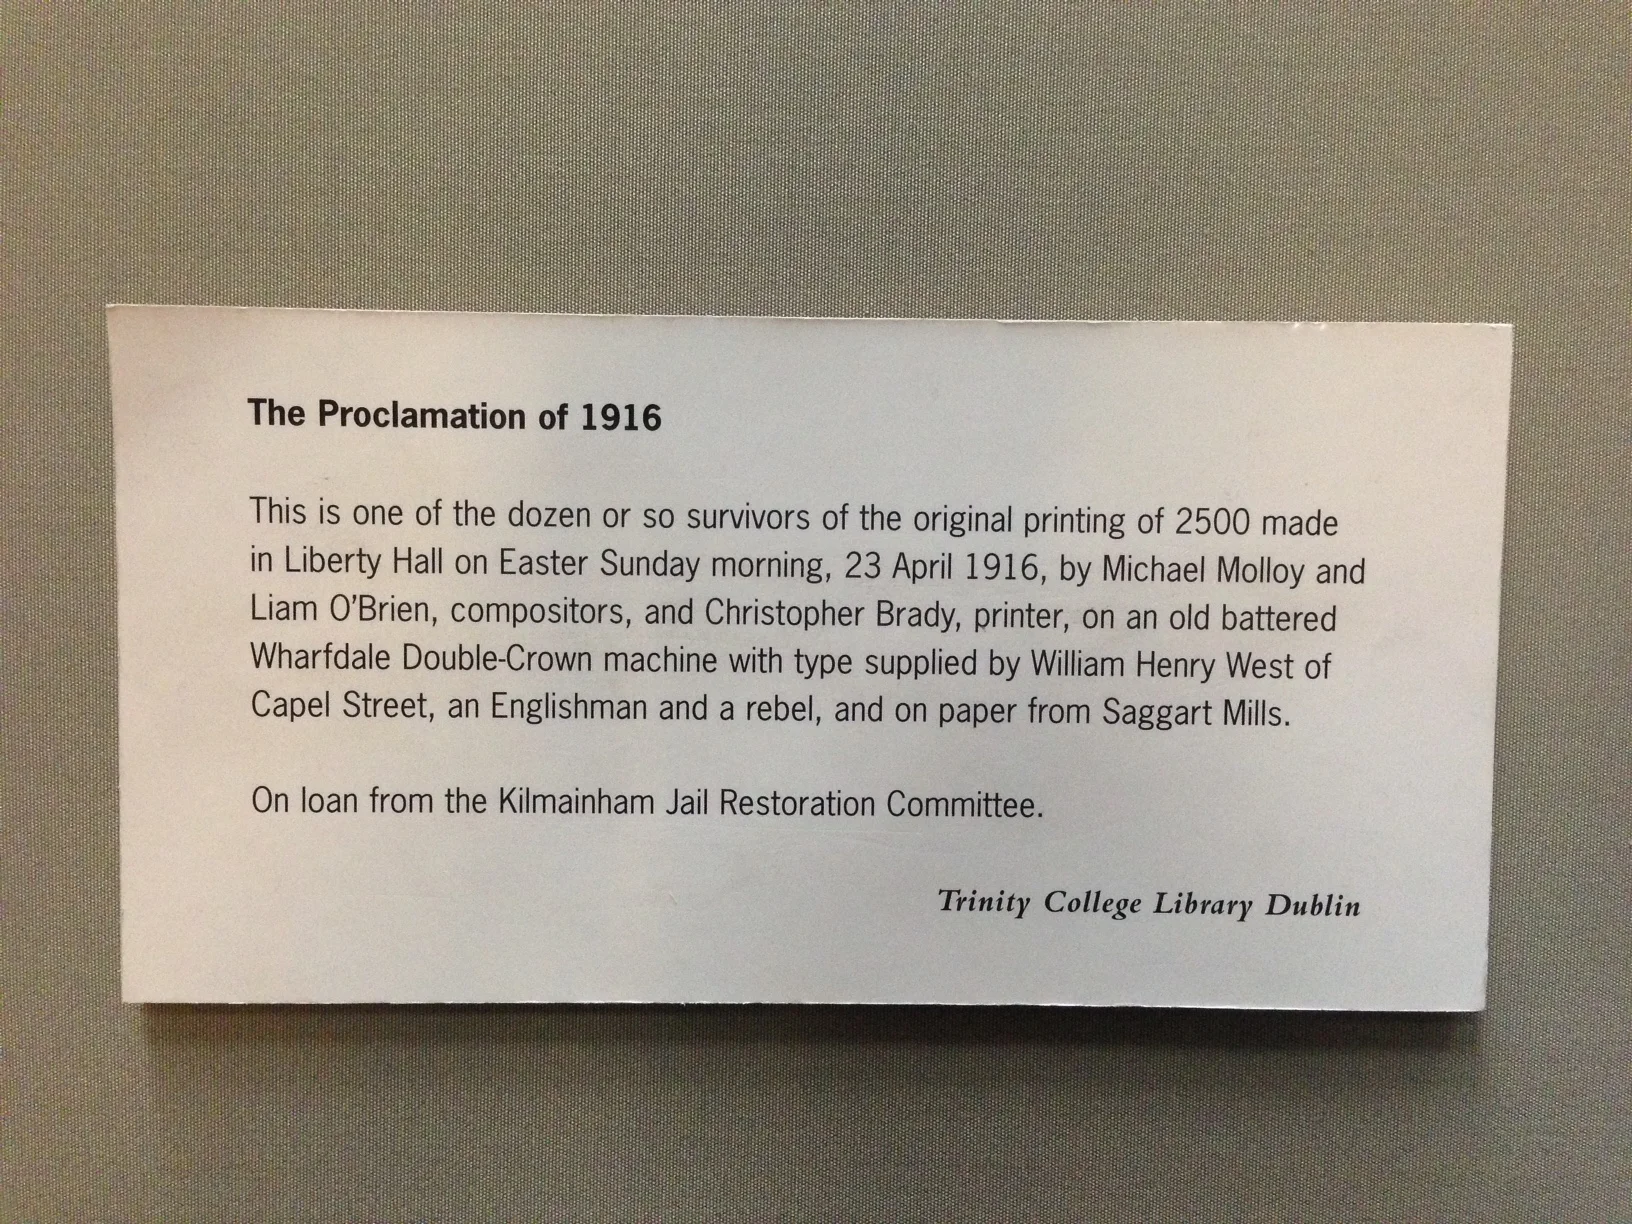 The Proclamation of 1916
This is one of the dozen or so survivors of the original printing of 2500 made
in Liberty Hall on Easter Sunday morning, 23 April 1916, by Michael Molloy and
Liam O'Brien, compositors, and Christopher Brady, printer, on an old battered
Wharfdale Double-Crown machine with type supplied by William Henry West of
Capel Street, an Englishman and a rebel, and on paper from Saggart Mills.
On loan from the Kilmainham Jail Restoration Committee.
Trinity College Library Dublin